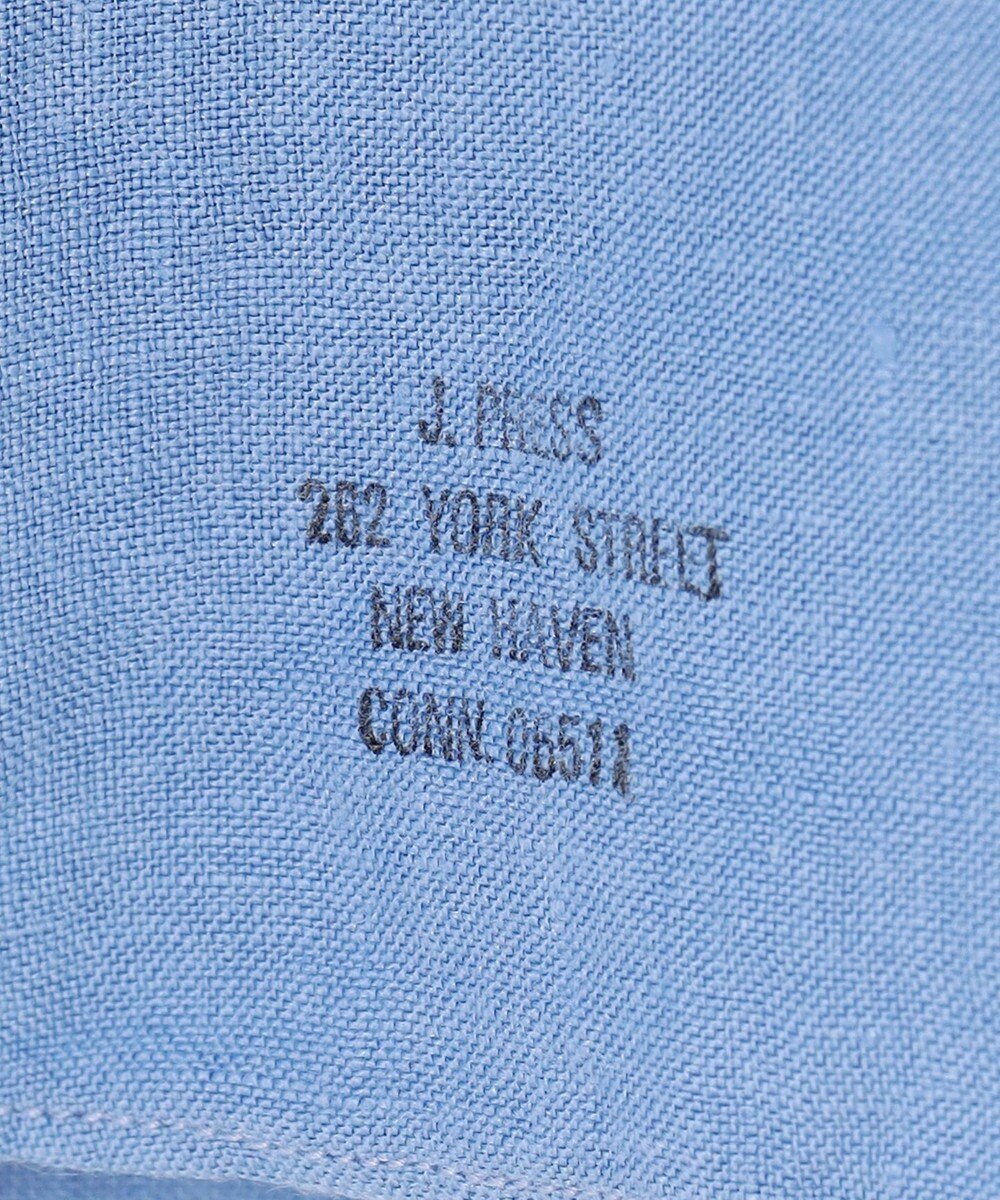 J. PRESS
262 YORK STREET
NEW HAVEN
CONN. 06511